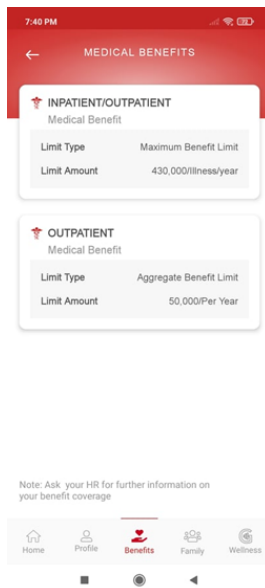 7:40 PM
MEDICAL BENEFITS
INPATIENT/OUTPATIENT
Medical Benefit
Limit Type Maximum Benefit Limit
Limit Amount 430,000/Illness/year
OUTPATIENT
Medical Benefit
Limit Type Aggregate Benefit Limit
Limit Amount 50,000/Per Year
Note: Ask your HR for further information on
your benefit coverage
Home Profile Benefits Family Wellness